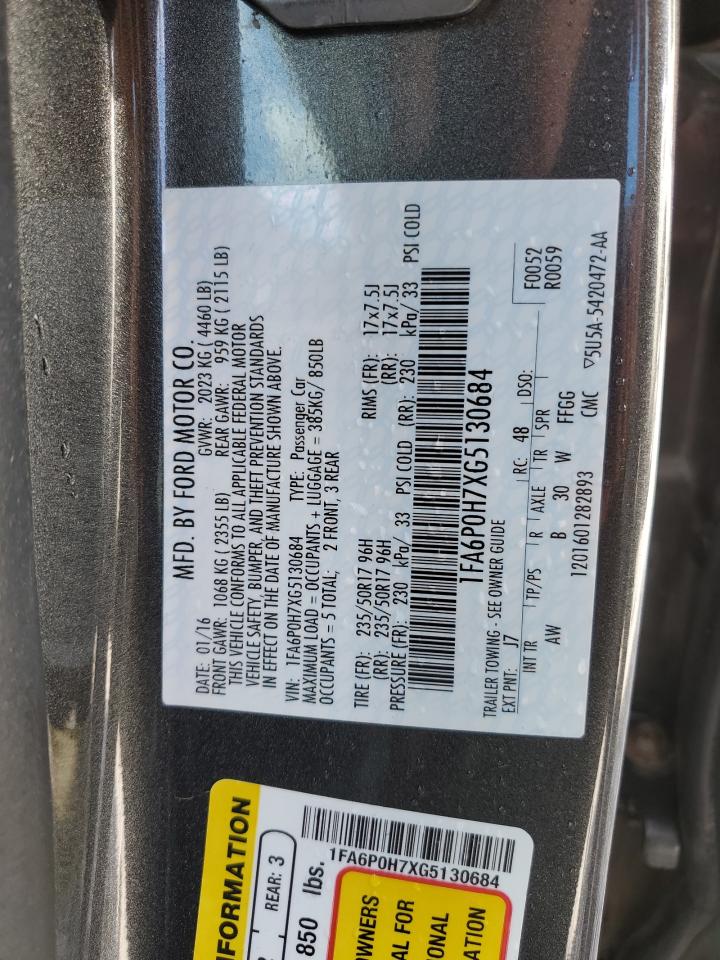 MFD. BY FORD MOTOR CO.
DATE: 01/16 GVWR: 2023 KG ( 4460 LB)
FRONT GAWR: 1068 KG ( 2355 LB) REAR GAWR: 959 KG ( 2115 LB)
THIS VEHICLE CONFORMS TO ALL APPLICABLE FEDERAL MOTOR
VEHICLE SAFETY, BUMPER, AND THEFT PREVENTION STANDARDS
IN EFFECT ON THE DATE OF MANUFACTURE SHOWN ABOVE.
VIN: 1FA6P0H7XG5130684 TYPE: Passenger Car
MAXIMUM LOAD = OCCUPANTS + LUGGAGE = 385KG/ 850LB
OCCUPANTS = 5 TOTAL; 2 FRONT, 3 REAR
TIRE (FR): 235/50R17 96H RIMS (FR): 17x7.5J
(RR): 235/50R17 96H (RR): 17x7.5J
PRESSURE (FR): 230 kPa/ 33 PSI COLD (RR): 230 kPa/ 33 PSI COLD
1FA6P0H7XG5130684
TRAILER TOWING - SEE OWNER GUIDE
EXT PNT: J7 RC: 48 DSO: F0052
R0059
INT TR TP/PS R AXLE TR SPR
AW B 30 W FFGG
1201601282893 CMC ▽5U5A-5420472-AA
NFORMATION
REAR: 3
850 lbs.
1FA6P0H7XG5130684
OWNERS
AL FOR
IONAL
ATION